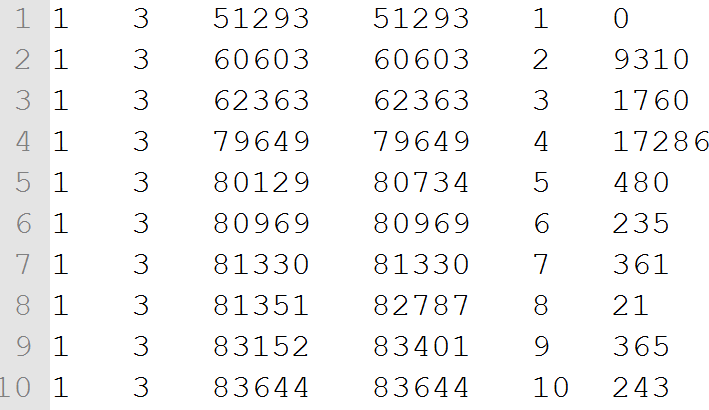 1 1 3 51293 51293 1 0
2 1 3 60603 60603 2 9310
3 1 3 62363 62363 3 1760
4 1 3 79649 79649 4 17286
5 1 3 80129 80734 5 480
6 1 3 80969 80969 6 235
7 1 3 81330 81330 7 361
8 1 3 81351 82787 8 21
9 1 3 83152 83401 9 365
10 1 3 83644 83644 10 243